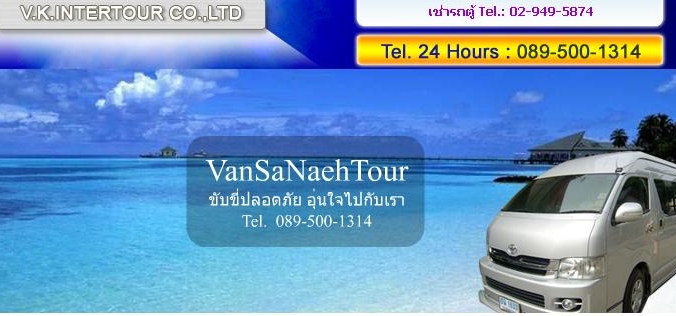 V.K.INTERTOUR CO.,LTD
เช่ารถตู้ Tel.: 02-949-5874
Tel. 24 Hours : 089-500-1314
VanSaNaehTour
ขับขี่ปลอดภัย อุ่นใจไปกับเรา
Tel. 089-500-1314